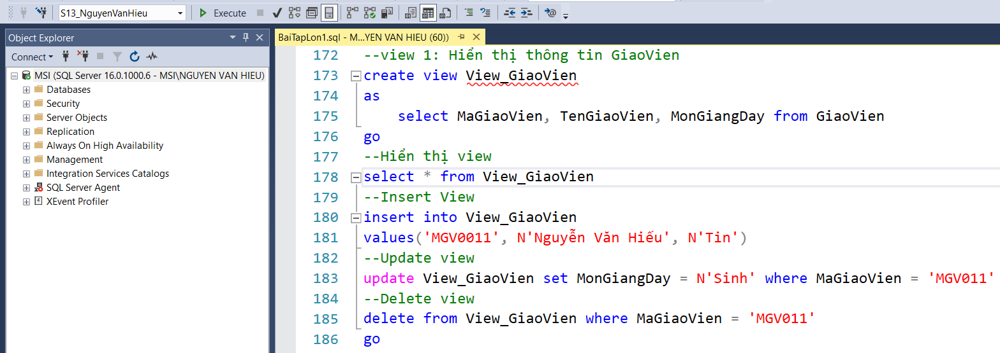 S13_NguyenVanHieu
Execute
Object Explorer
Connect
MSI (SQL Server 16.0.1000.6 - MSI\NGUYEN VAN HIEU)
Databases
Security
Server Objects
Replication
Always On High Availability
Management
Integration Services Catalogs
SQL Server Agent
XEvent Profiler
BaiTapLon1.sql - M...YEN VAN HIEU (60))
172 --view 1: Hiển thị thông tin GiaoVien
173 create view View_GiaoVien
174 as
175 select MaGiaoVien, TenGiaoVien, MonGiangDay from GiaoVien
176 go
177 --Hiển thị view
178 select * from View_GiaoVien
179 --Insert View
180 insert into View_GiaoVien
181 values('MGV0011', N'Nguyễn Văn Hiếu', N'Tin')
182 --Update view
183 update View_GiaoVien set MonGiangDay = N'Sinh' where MaGiaoVien = 'MGV011'
184 --Delete view
185 delete from View_GiaoVien where MaGiaoVien = 'MGV011'
186 go